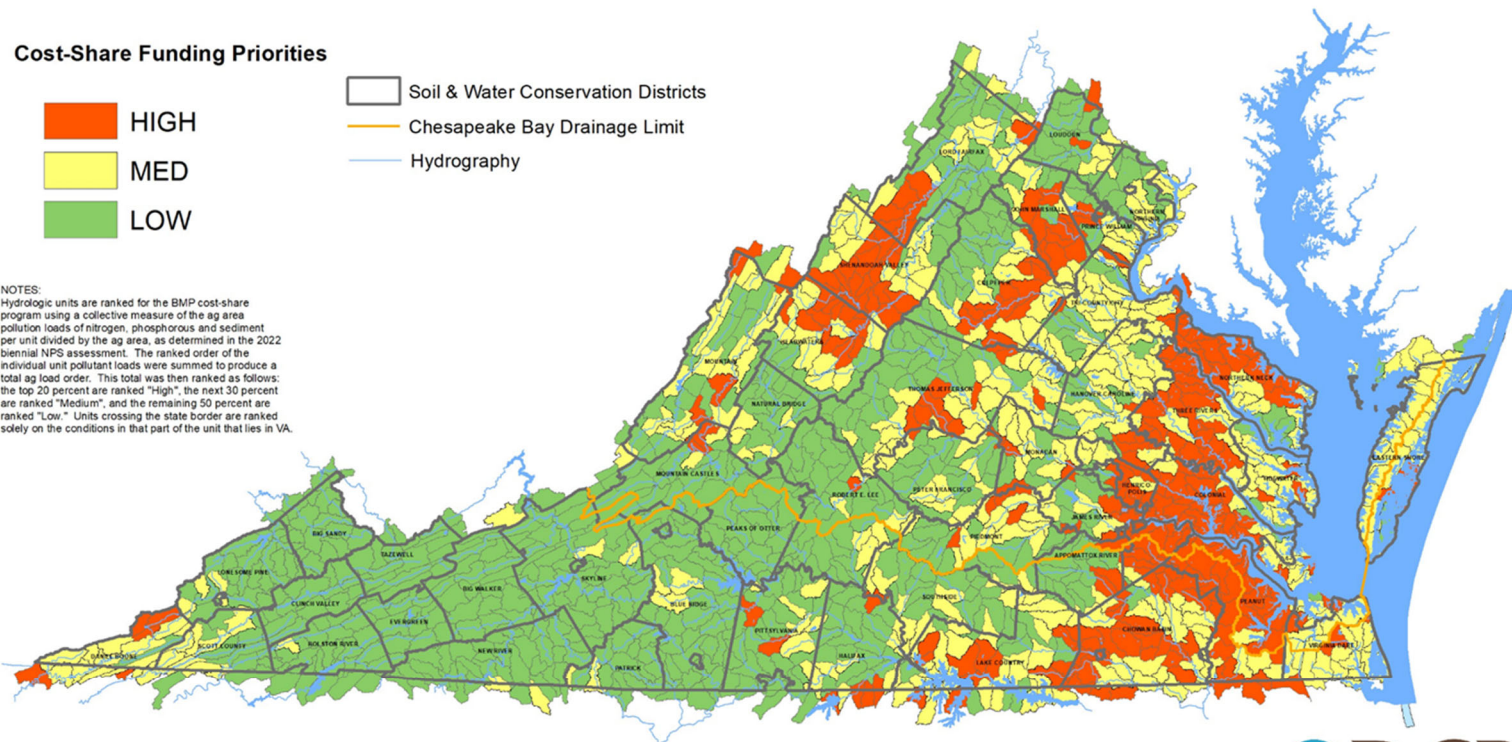 Cost-Share Funding Priorities
HIGH
MED
LOW
Soil & Water Conservation Districts
Chesapeake Bay Drainage Limit
Hydrography
NOTES:
Hydrologic units are ranked for the BMP cost-share
program using a collective measure of the ag area
pollution loads of nitrogen, phosphorous and sediment
per unit divided by the ag area, as determined in the 2022
biennial NPS assessment. The ranked order of the
individual unit pollutant loads were summed to produce a
total ag load order. This total was then ranked as follows:
the top 20 percent are ranked "High", the next 30 percent
are ranked "Medium", and the remaining 50 percent are
ranked "Low." Units crossing the state border are ranked
solely on the conditions in that part of the unit that lies in VA.
LOUDOUN
LORD FAIRFAX
JOHN MARSHALL
NORTHERN
VIRGINIA
PRINCE WILLIAM
SHENANDOAH VALLEY
CULPEPER
TRI-COUNTY/CITY
HEADWATERS
MOUNTAIN
NORTHERN NECK
THOMAS JEFFERSON
HANOVER-CAROLINE
NATURAL BRIDGE
THREE RIVERS
MONACAN
EASTERN SHORE
MOUNTAIN CASTLES
TIDEWATER
HENRICO-
POLIS
PETER FRANCISCO
ROBERT E. LEE
COLONIAL
JAMES RIVER
PEAKS OF OTTER
BIG SANDY
PIEDMONT
TAZEWELL
APPOMATTOX RIVER
LONESOME PINE
SKYLINE
BIG WALKER
SOUTHSIDE
PEANUT
CLINCH VALLEY
BLUE RIDGE
EVERGREEN
PITTSYLVANIA
CHOWAN BASIN
HOLSTON RIVER
SCOTT COUNTY
VIRGINIA DARE
NEW RIVER
DANIEL BOONE
HALIFAX
LAKE COUNTRY
PATRICK